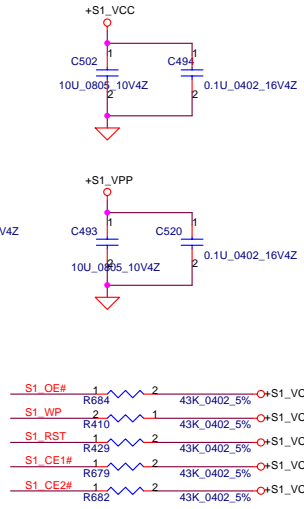 +S1_VCC
1 1
C502 C494
10U_0805_10V4Z 0.1U_0402_16V4Z
2 2
+S1_VPP
1 1
V4Z C493 C520
10U_0805_10V4Z 0.1U_0402_16V4Z
2 2
S1_OE# 1 2 +S1_VC
R684 43K_0402_5%
S1_WP 2 1 +S1_VC
R410 43K_0402_5%
S1_RST 1 2 +S1_VC
R429 43K_0402_5%
S1_CE1# 1 2 +S1_VC
R679 43K_0402_5%
S1_CE2# 1 2 +S1_VC
R682 43K_0402_5%